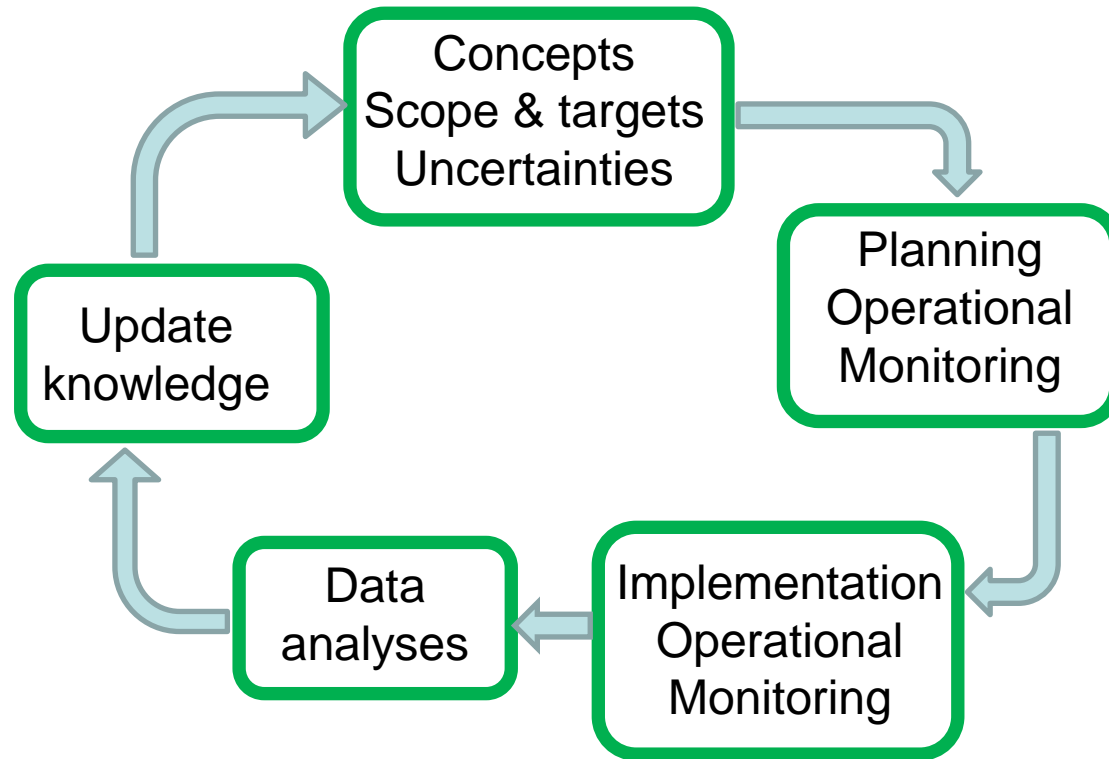 Concepts
Scope & targets
Uncertainties
Planning
Operational
Monitoring
Implementation
Operational
Monitoring
Data
analyses
Update
knowledge